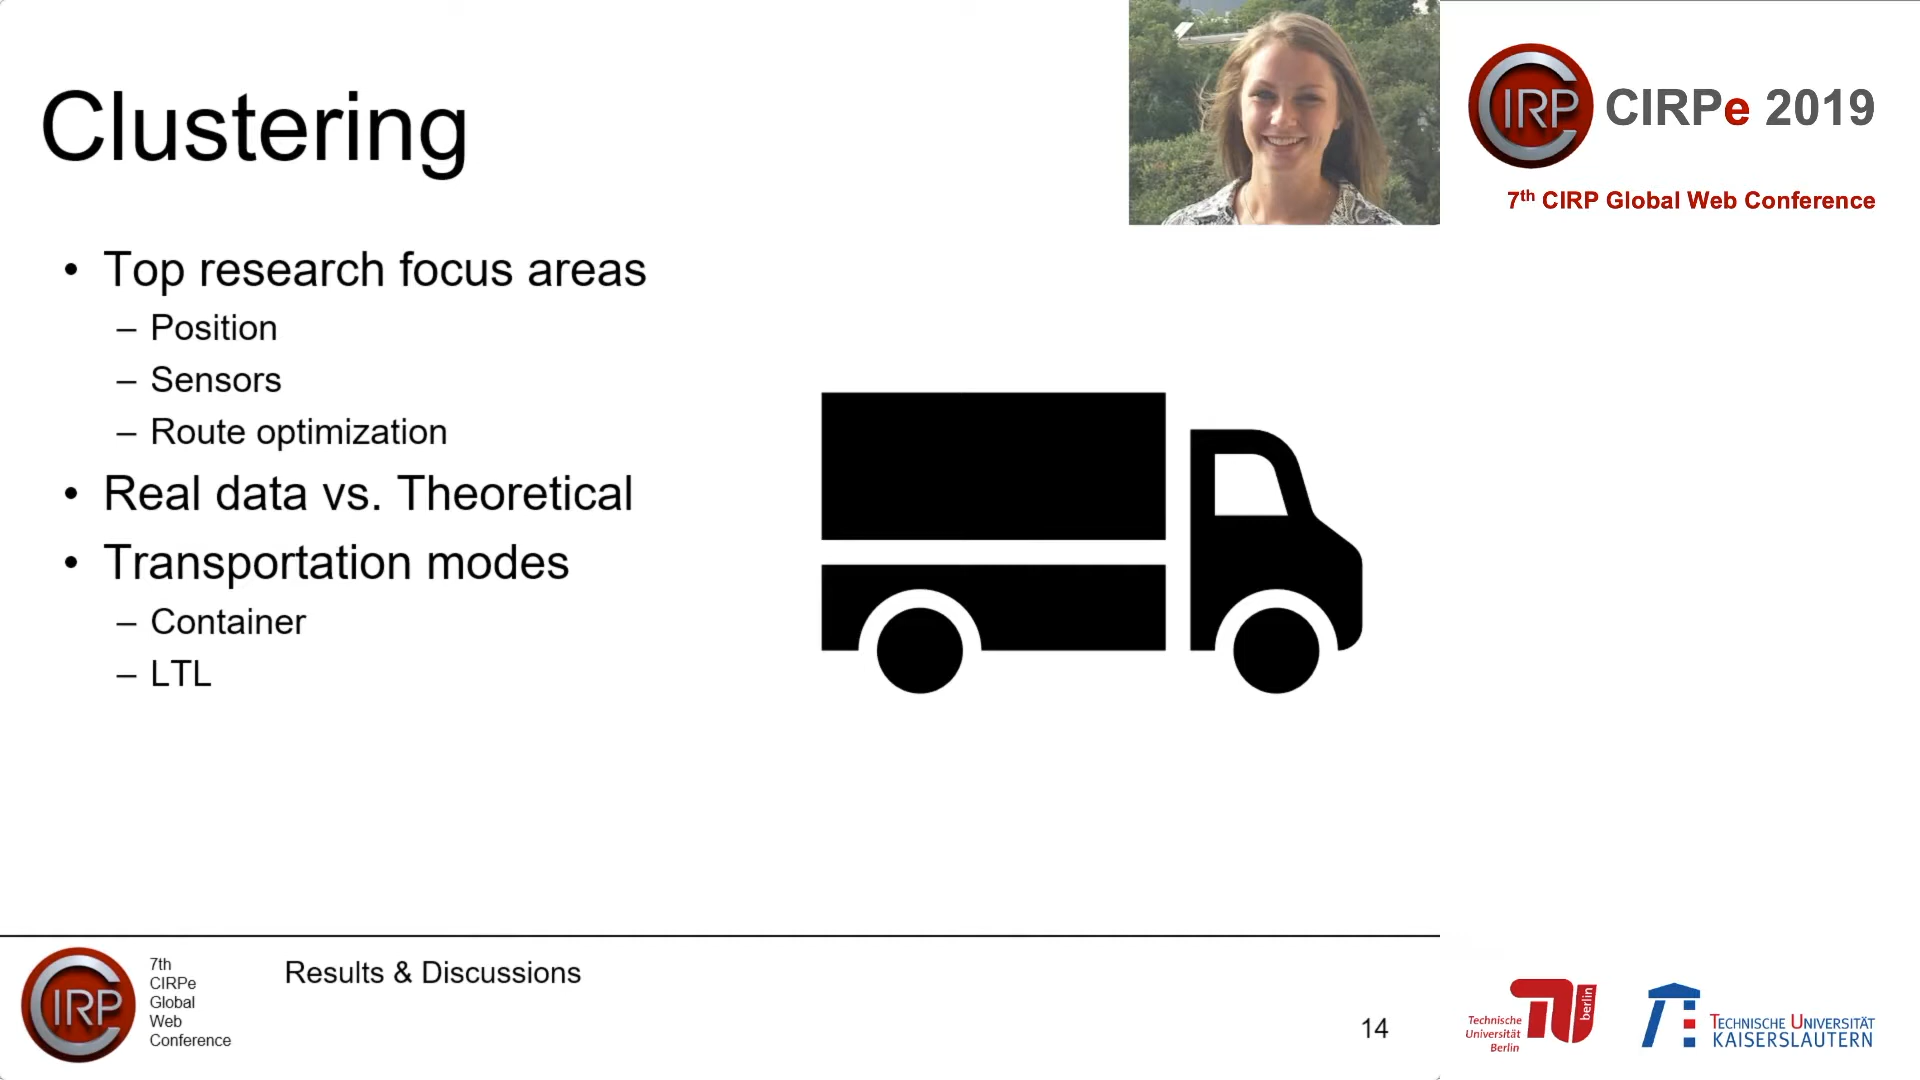 Clustering
• Top research focus areas
– Position
– Sensors
– Route optimization
• Real data vs. Theoretical
• Transportation modes
– Container
– LTL
CIRP
CIRPe 2019
7th CIRP Global Web Conference
CIRP
7th
CIRPe
Global
Web
Conference
Results & Discussions
14
Technische
Universität
Berlin
berlin
TECHNISCHE UNIVERSITÄT
KAISERSLAUTERN